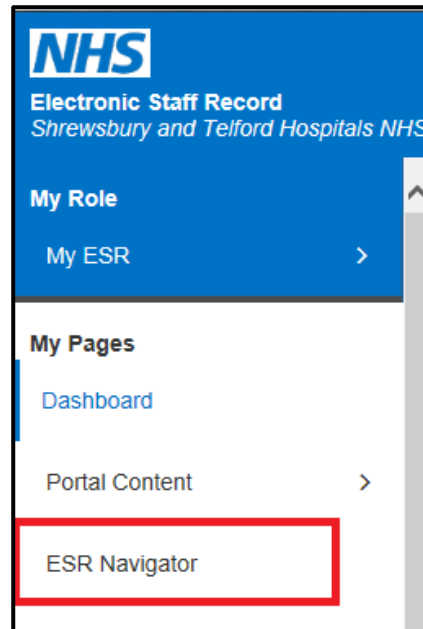 NHS
Electronic Staff Record
Shrewsbury and Telford Hospitals NHS
My Role
My ESR
My Pages
Dashboard
Portal Content
ESR Navigator